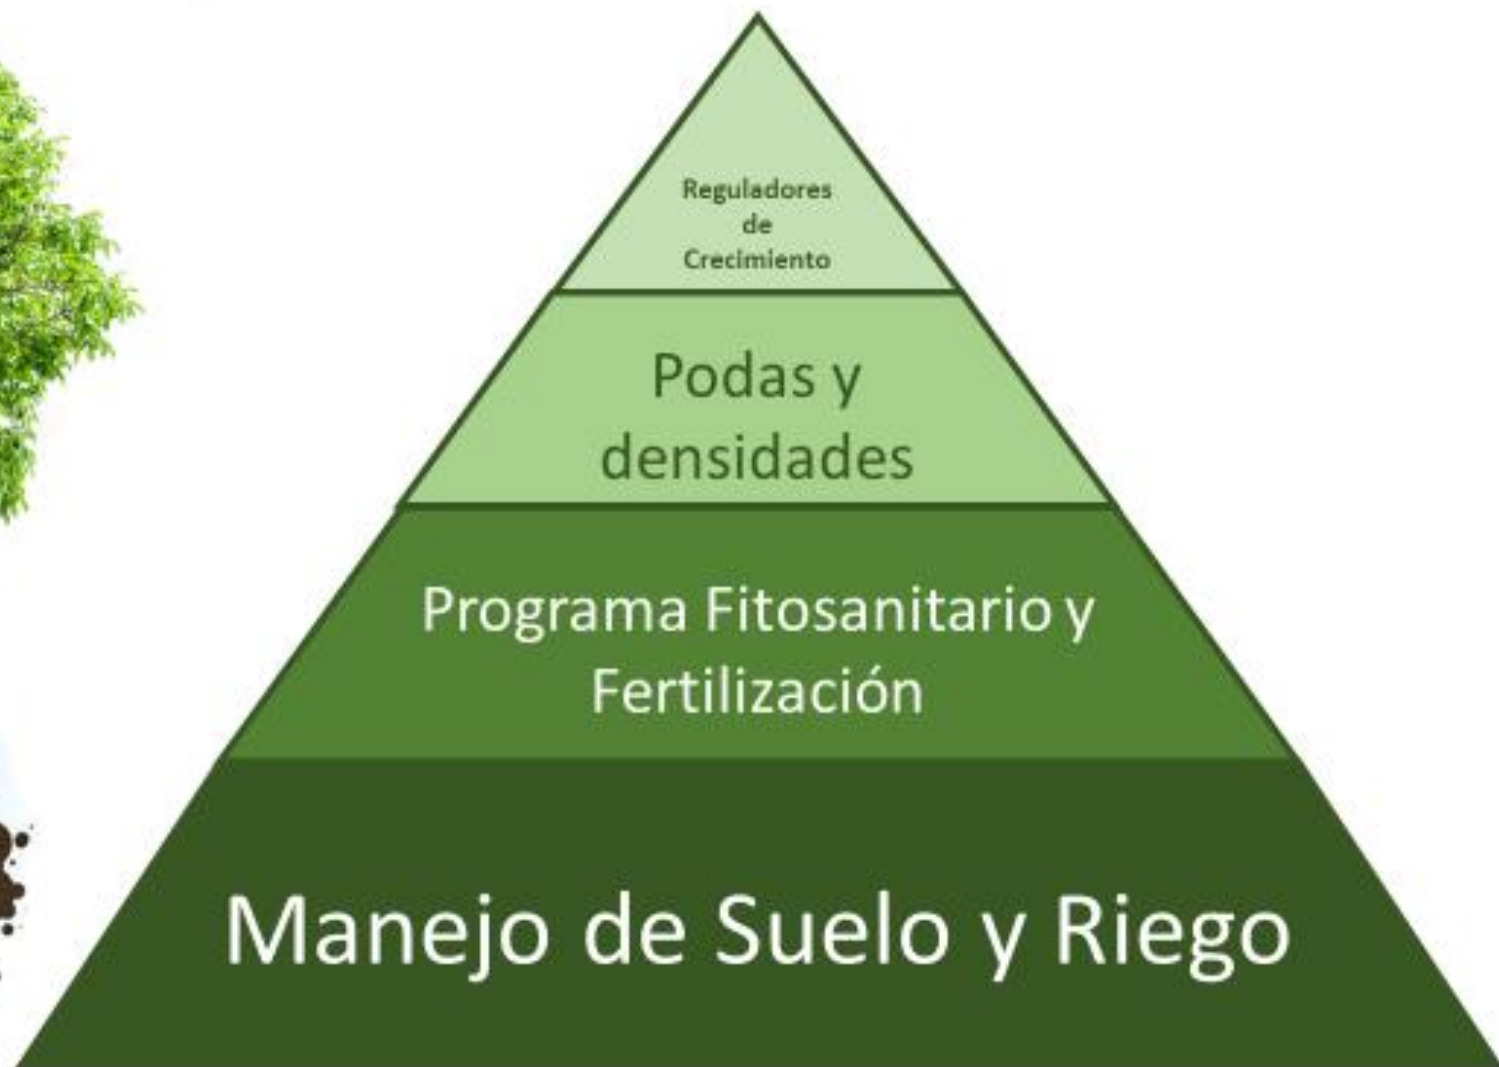 Reguladores
de
Crecimiento
Podas y
densidades
Programa Fitosanitario y
Fertilización
Manejo de Suelo y Riego